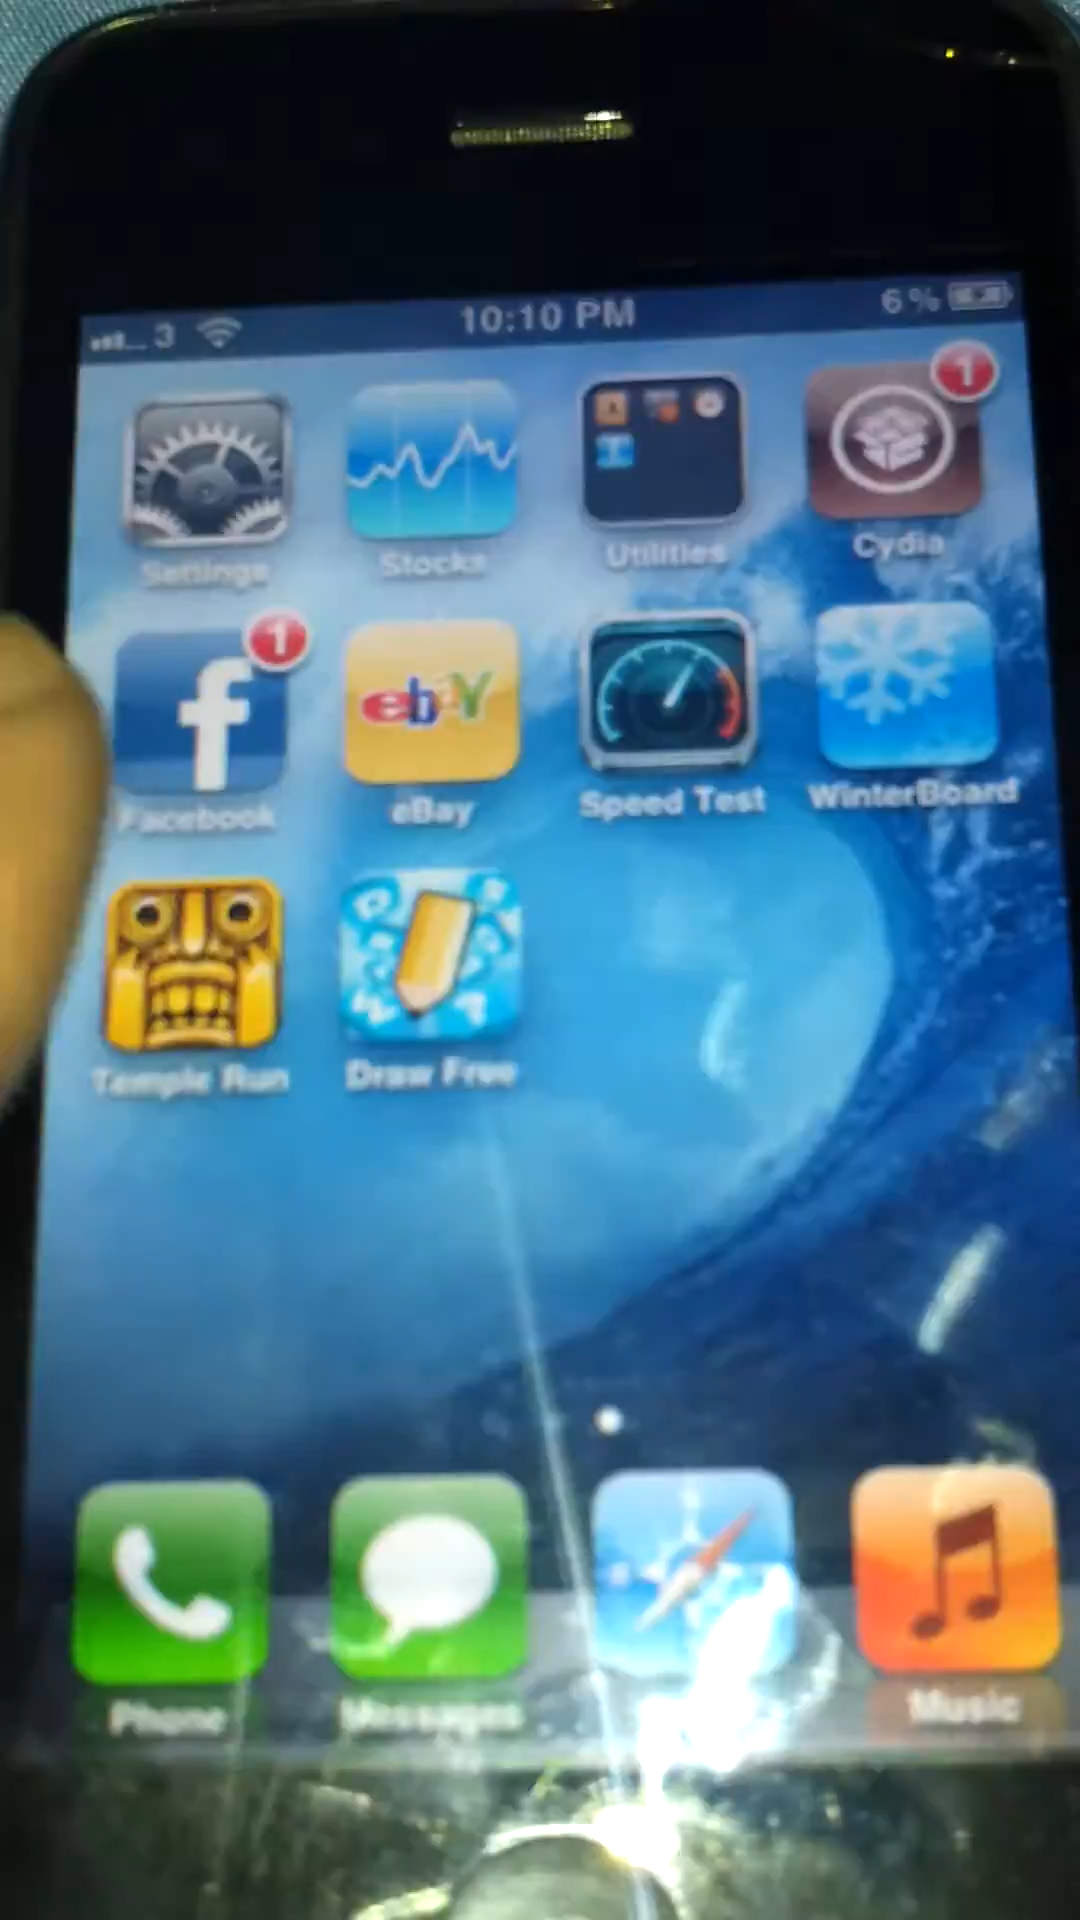 3 10:10 PM 6%
1
Settings Stocks Utilities Cydia
1
f ebay
Facebook eBay Speed Test WinterBoard
Temple Run Draw Free
Phone Messages Music